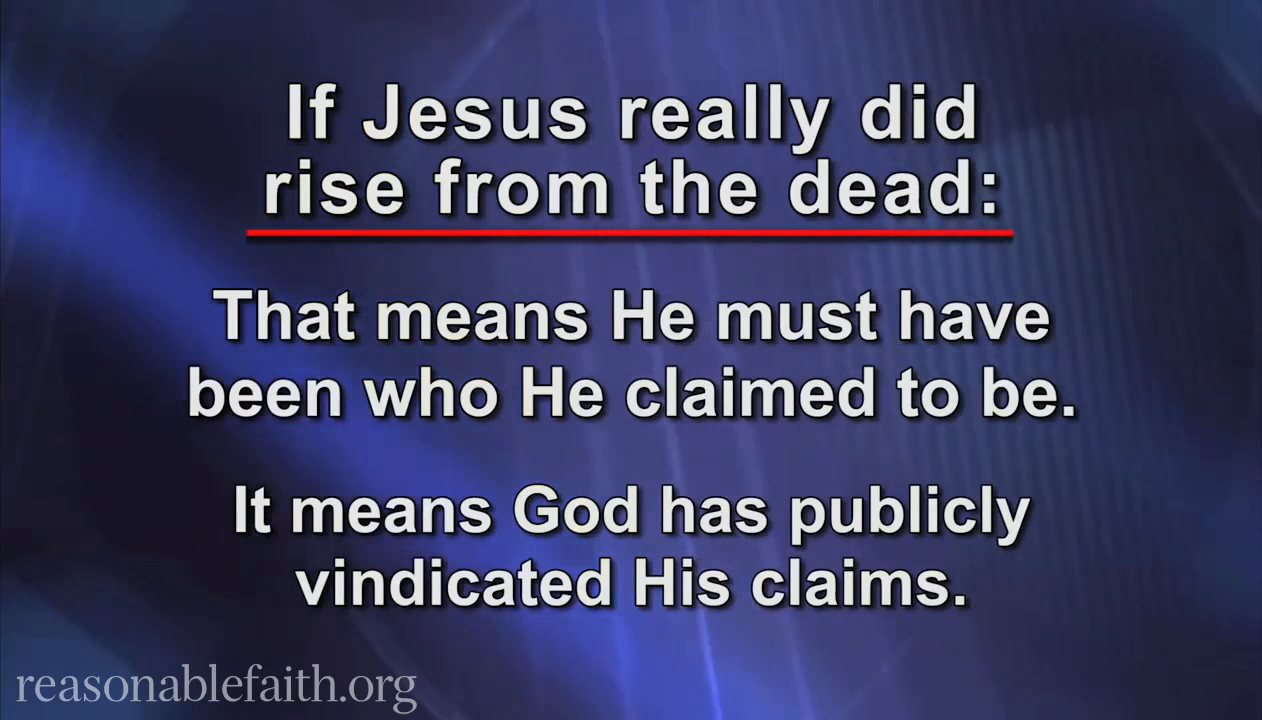 If Jesus really did
rise from the dead:
That means He must have
been who He claimed to be.
It means God has publicly
vindicated His claims.
reasonablefaith.org